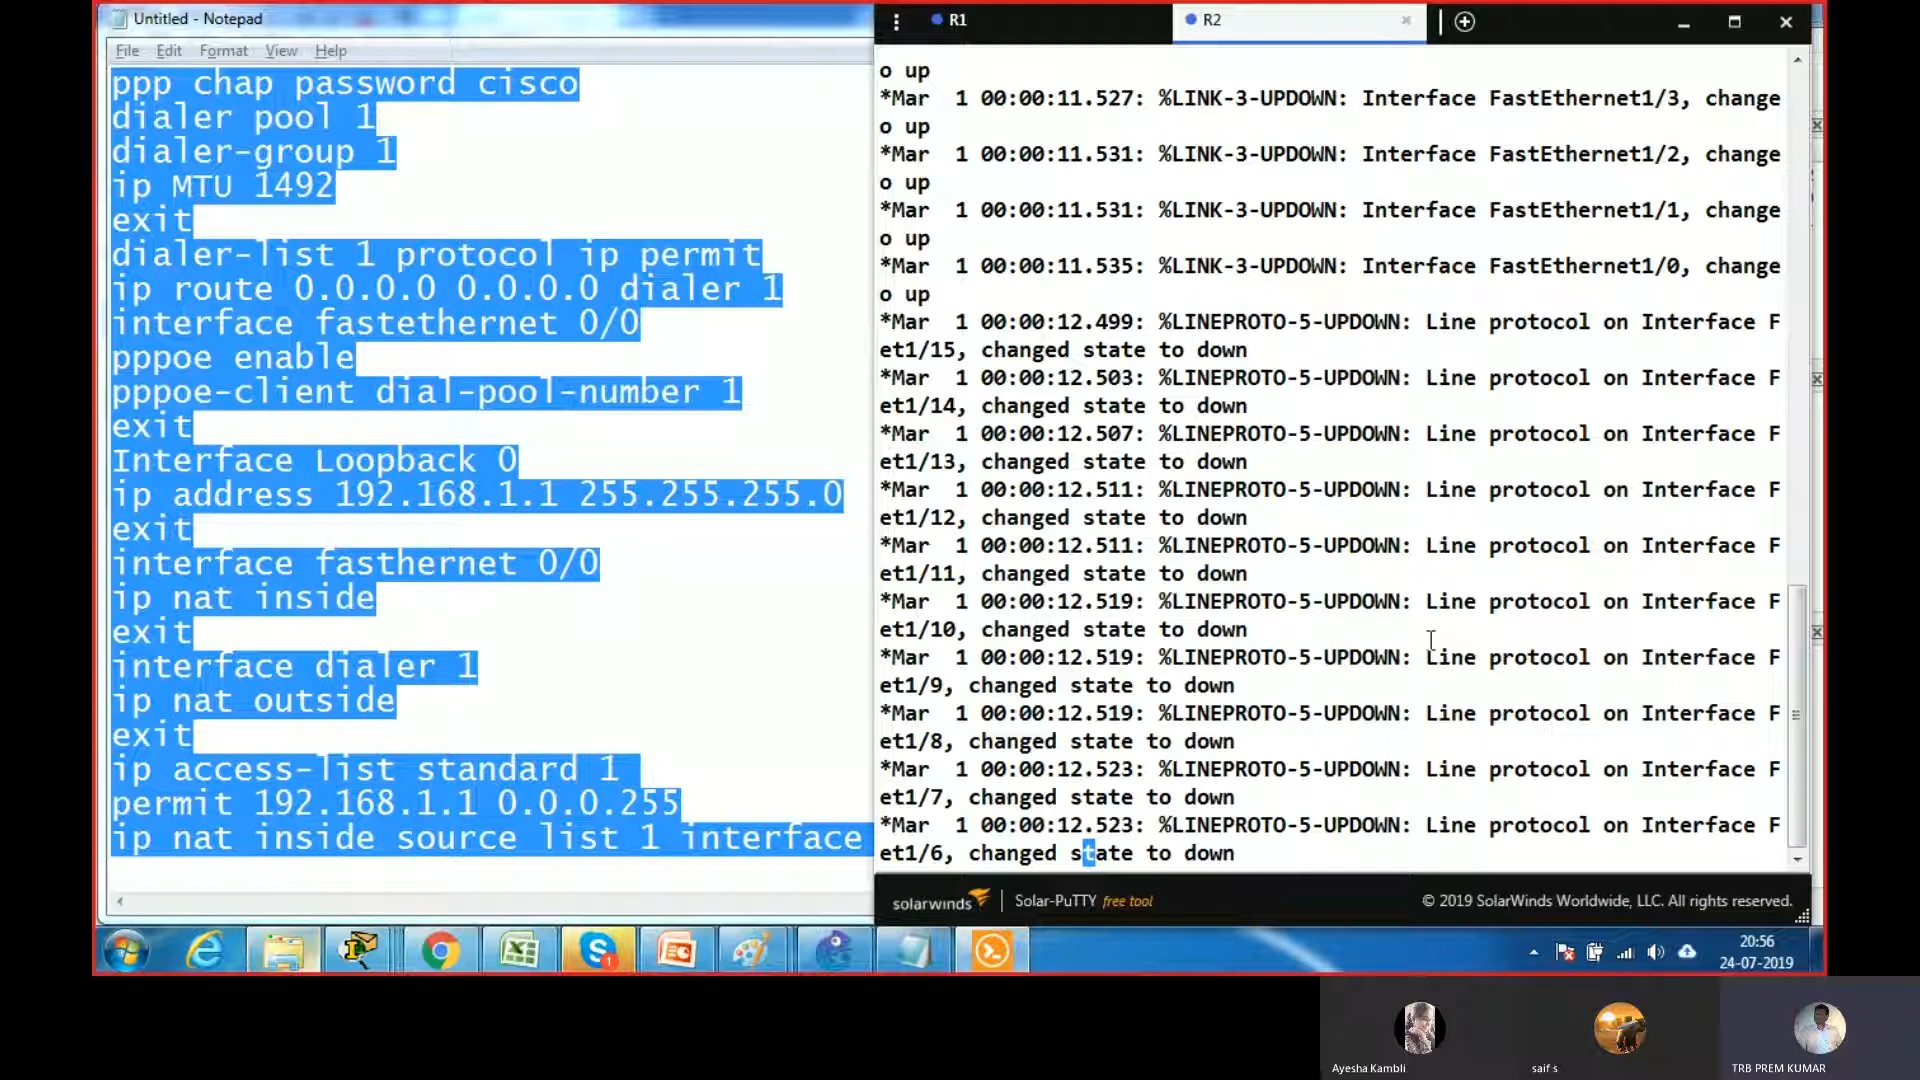 Untitled - Notepad
File Edit Format View Help
ppp chap password cisco
dialer pool 1
dialer-group 1
ip MTU 1492
exit
dialer-list 1 protocol ip permit
ip route 0.0.0.0 0.0.0.0 dialer 1
interface fastethernet 0/0
pppoe enable
pppoe-client dial-pool-number 1
exit
Interface Loopback 0
ip address 192.168.1.1 255.255.255.0
exit
interface fasthernet 0/0
ip nat inside
exit
interface dialer 1
ip nat outside
exit
ip access-list standard 1
permit 192.168.1.1 0.0.0.255
ip nat inside source list 1 interface
R1
R2
o up
*Mar 1 00:00:11.527: %LINK-3-UPDOWN: Interface FastEthernet1/3, change
o up
*Mar 1 00:00:11.531: %LINK-3-UPDOWN: Interface FastEthernet1/2, change
o up
*Mar 1 00:00:11.531: %LINK-3-UPDOWN: Interface FastEthernet1/1, change
o up
*Mar 1 00:00:11.535: %LINK-3-UPDOWN: Interface FastEthernet1/0, change
o up
*Mar 1 00:00:12.499: %LINEPROTO-5-UPDOWN: Line protocol on Interface F
et1/15, changed state to down
*Mar 1 00:00:12.503: %LINEPROTO-5-UPDOWN: Line protocol on Interface F
et1/14, changed state to down
*Mar 1 00:00:12.507: %LINEPROTO-5-UPDOWN: Line protocol on Interface F
et1/13, changed state to down
*Mar 1 00:00:12.511: %LINEPROTO-5-UPDOWN: Line protocol on Interface F
et1/12, changed state to down
*Mar 1 00:00:12.511: %LINEPROTO-5-UPDOWN: Line protocol on Interface F
et1/11, changed state to down
*Mar 1 00:00:12.519: %LINEPROTO-5-UPDOWN: Line protocol on Interface F
et1/10, changed state to down
*Mar 1 00:00:12.519: %LINEPROTO-5-UPDOWN: Line protocol on Interface F
et1/9, changed state to down
*Mar 1 00:00:12.519: %LINEPROTO-5-UPDOWN: Line protocol on Interface F
et1/8, changed state to down
*Mar 1 00:00:12.523: %LINEPROTO-5-UPDOWN: Line protocol on Interface F
et1/7, changed state to down
*Mar 1 00:00:12.523: %LINEPROTO-5-UPDOWN: Line protocol on Interface F
et1/6, changed state to down
solarwinds Solar-PuTTY free tool © 2019 SolarWinds Worldwide, LLC. All rights reserved.
1
20:56
24-07-2019
Ayesha Kambli
saif s
TRB PREM KUMAR